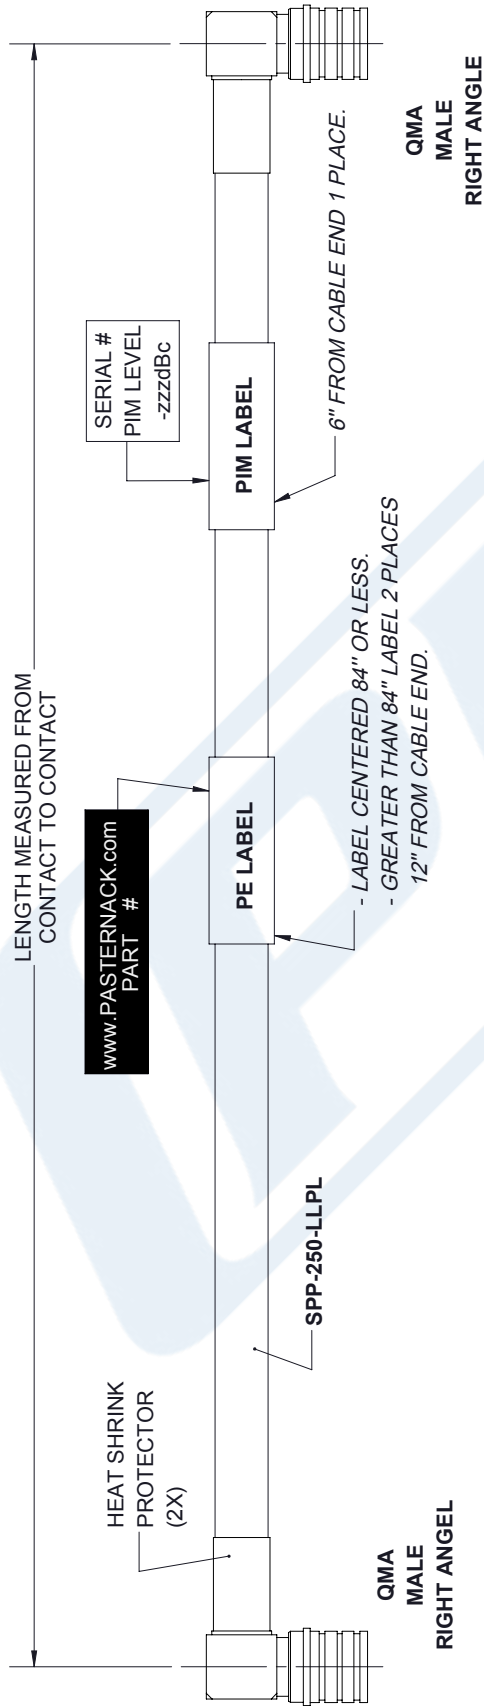 LENGTH MEASURED FROM
CONTACT TO CONTACT
HEAT SHRINK
PROTECTOR
(2X)
www.PASTERNACK.com
PART #
SERIAL #
PIM LEVEL
-zzzdBc
PE LABEL
PIM LABEL
SPP-250-LLPL
- LABEL CENTERED 84" OR LESS.
- GREATER THAN 84" LABEL 2 PLACES
12" FROM CABLE END.
6" FROM CABLE END 1 PLACE.
QMA
MALE
RIGHT ANGEL
QMA
MALE
RIGHT ANGLE